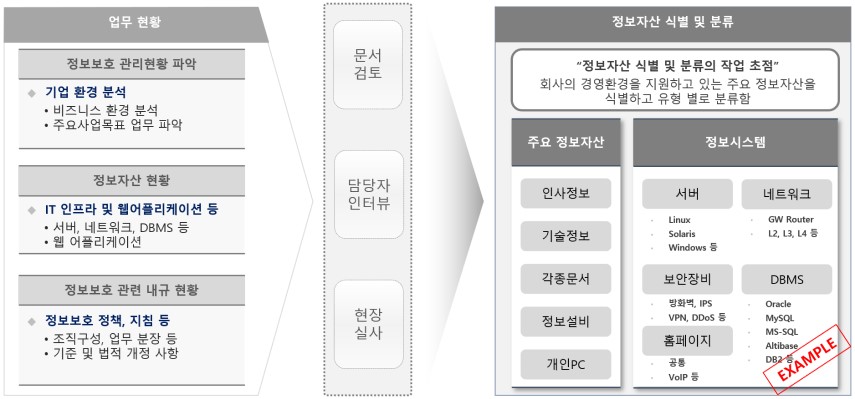 업무 현황
정보보호 관리현황 파악
기업 환경 분석
• 비즈니스 환경 분석
• 주요사업목표 업무 파악
정보자산 현황
IT 인프라 및 웹어플리케이션 등
• 서버, 네트워크, DBMS 등
• 웹 어플리케이션
정보보호 관련 내규 현황
정보보호 정책, 지침 등
• 조직구성, 업무 분장 등
• 기준 및 법적 개정 사항
문서
검토
담당자
인터뷰
현장
실사
정보자산 식별 및 분류
“정보자산 식별 및 분류의 작업 초점”
회사의 경영환경을 지원하고 있는 주요 정보자산을
식별하고 유형 별로 분류함
주요 정보자산
인사정보
기술정보
각종문서
정보설비
개인PC
정보시스템
서버
· Linux
· Solaris
· Windows 등
네트워크
· GW Router
· L2, L3, L4 등
보안장비
· 방화벽, IPS
· VPN, DDoS 등
홈페이지
· 공통
· VoIP 등
DBMS
· Oracle
· MySQL
· MS-SQL
· Altibase
· DB2 등
EXAMPLE